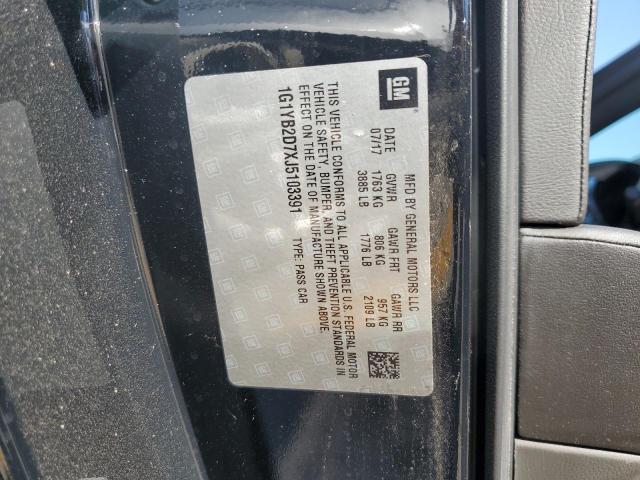 GM
MFD BY GENERAL MOTORS LLC
DATE GVWR GAWR FRT GAWR RR
07/17 1763 KG 806 KG 957 KG
3885 LB 1776 LB 2109 LB
THIS VEHICLE CONFORMS TO ALL APPLICABLE U.S. FEDERAL MOTOR
VEHICLE SAFETY, BUMPER, AND THEFT PREVENTION STANDARDS IN
EFFECT ON THE DATE OF MANUFACTURE SHOWN ABOVE.
1G1YB2D7XJ5103391 TYPE: PASS CAR